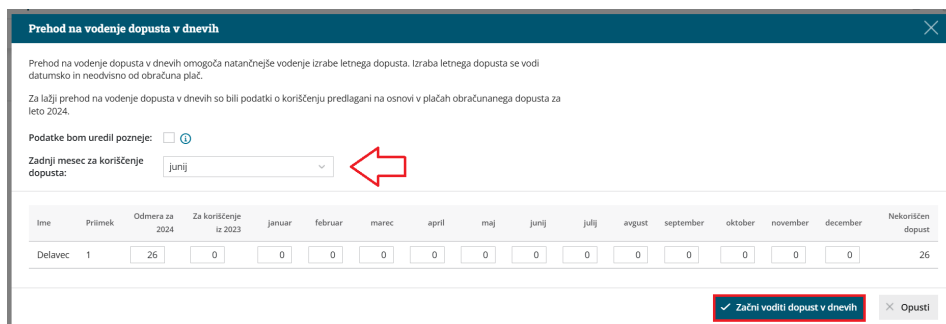 Prehod na vodenje dopusta v dnevih
Prehod na vodenje dopusta v dnevih omogoča natančnejše vodenje izrabe letnega dopusta. Izraba letnega dopusta se vodi
datumsko in neodvisno od obračuna plač.
Za lažji prehod na vodenje dopusta v dnevih so bili podatki o koriščenju predlagani na osnovi v plačah obračunanega dopusta za
leto 2024.
Podatke bom uredil pozneje:
Zadnji mesec za koriščenje
dopusta:
junij
Ime Priimek Odmera za 2024 Za koriščenje iz 2023 januar februar marec april maj junij julij avgust september oktober november december Nekoriščen dopust
Delavec 1 26 0 0 0 0 0 0 0 0 0 0 0 0 0 26
Začni voditi dopust v dnevih Opusti